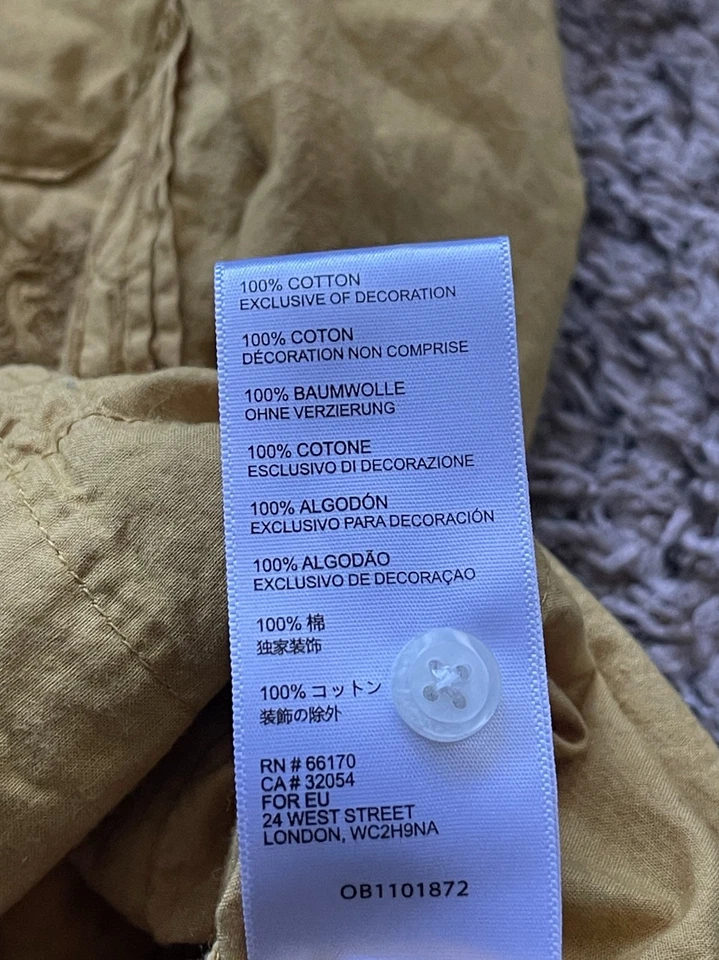 100% COTTON
EXCLUSIVE OF DECORATION
100% COTON
DÉCORATION NON COMPRISE
100% BAUMWOLLE
OHNE VERZIERUNG
100% COTONE
ESCLUSIVO DI DECORAZIONE
100% ALGODÓN
EXCLUSIVO PARA DECORACIÓN
100% ALGODÃO
EXCLUSIVO DE DECORAÇAO
100% 棉
独家装饰
100% コットン
装飾の除外
RN # 66170
CA # 32054
FOR EU
24 WEST STREET
LONDON, WC2H9NA
OB1101872